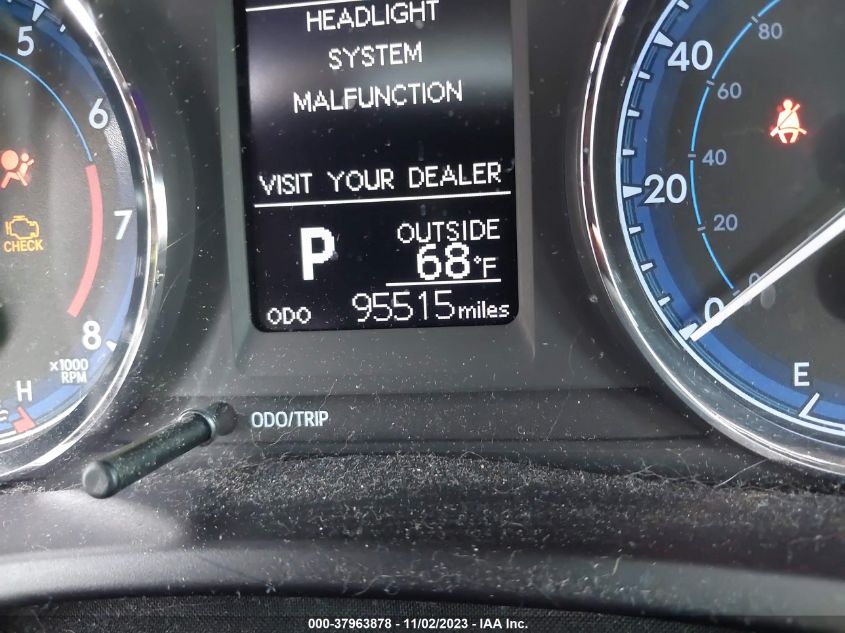 HEADLIGHT
SYSTEM
MALFUNCTION
VISIT YOUR DEALER
P
OUTSIDE
68°F
ODO 95515 miles
5
6
7
8
x1000
RPM
CHECK
H
40
20
0
80
60
40
20
0
E
ODO/TRIP
000-37963878 - 11/02/2023 - IAA Inc.